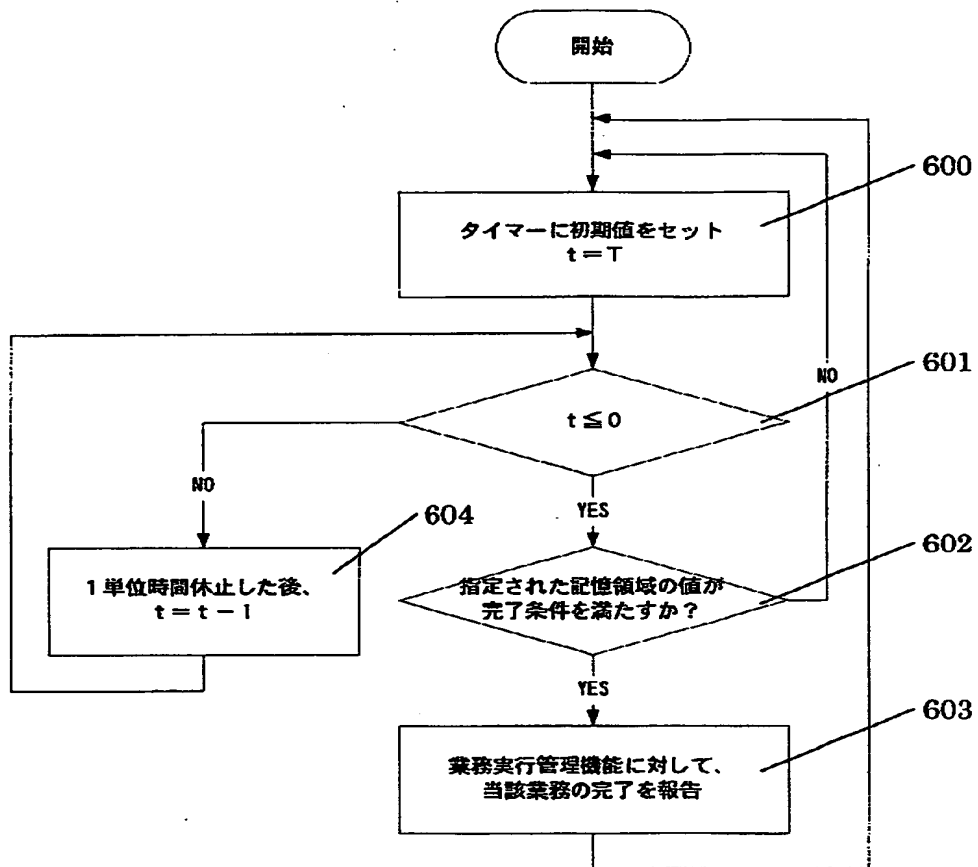 開始
600
タイマーに初期値をセット
t=T
601
NO
t≦0
NO
YES
604
602
1単位時間休止した後、
t=t-1
指定された記憶領域の値が
完了条件を満たすか?
YES
603
業務実行管理機能に対して、
当該業務の完了を報告